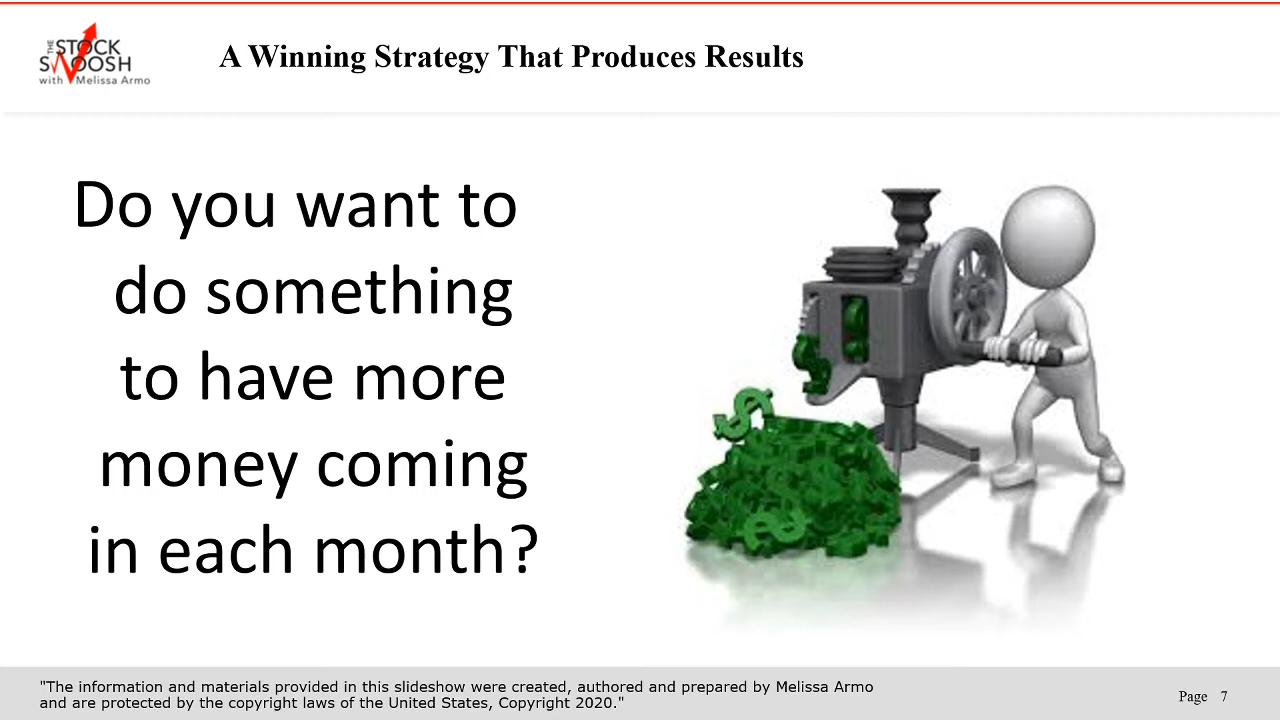 THE
STOCK
SWOOSH
with Melissa Armo
A Winning Strategy That Produces Results
Do you want to
do something
to have more
money coming
in each month?
"The information and materials provided in this slideshow were created, authored and prepared by Melissa Armo
and are protected by the copyright laws of the United States, Copyright 2020."
Page 7